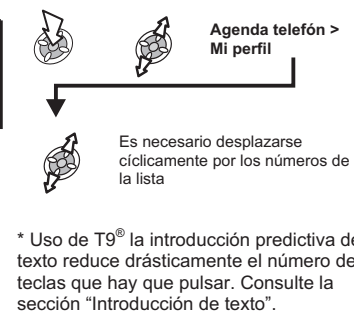 Agenda telefón >
Mi perfil
Es necesario desplazarse
cíclicamente por los números de
la lista
* Uso de T9® la introducción predictiva de
texto reduce drásticamente el número de
teclas que hay que pulsar. Consulte la
sección “Introducción de texto”.